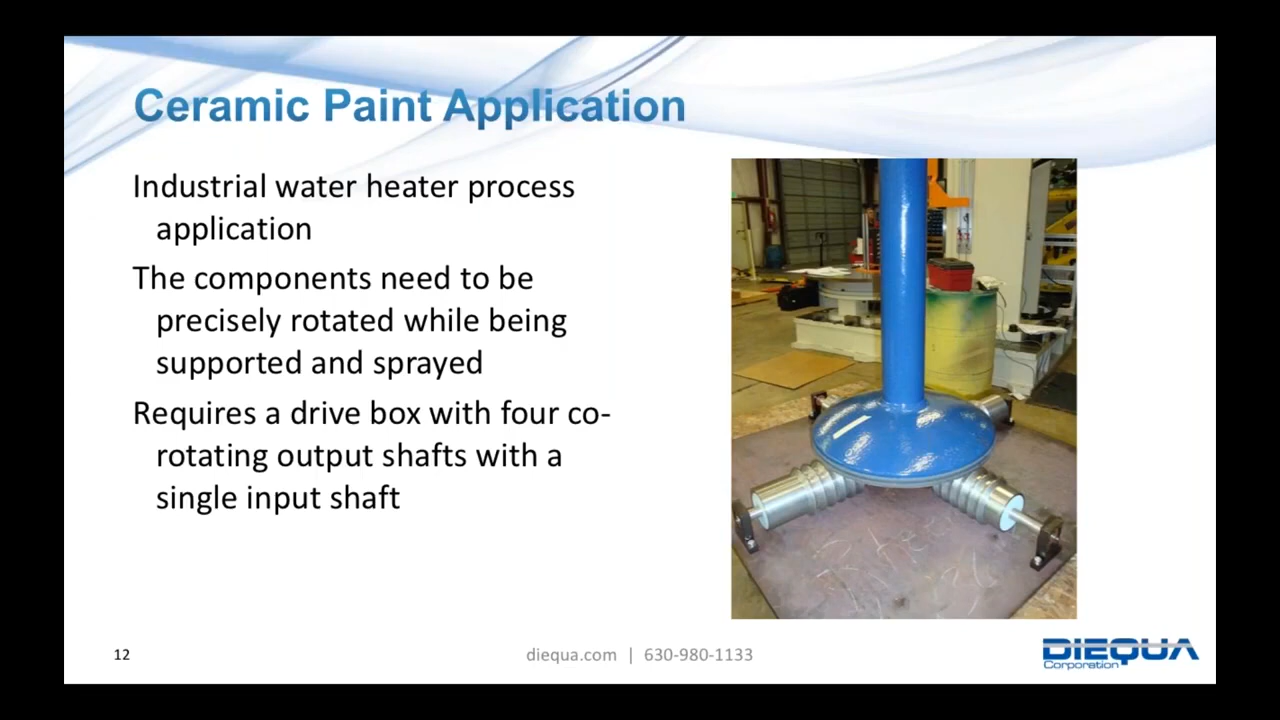 Ceramic Paint Application
Industrial water heater process
application
The components need to be
precisely rotated while being
supported and sprayed
Requires a drive box with four co-
rotating output shafts with a
single input shaft
12
diequa.com | 630-980-1133
DIEQUA
Corporation